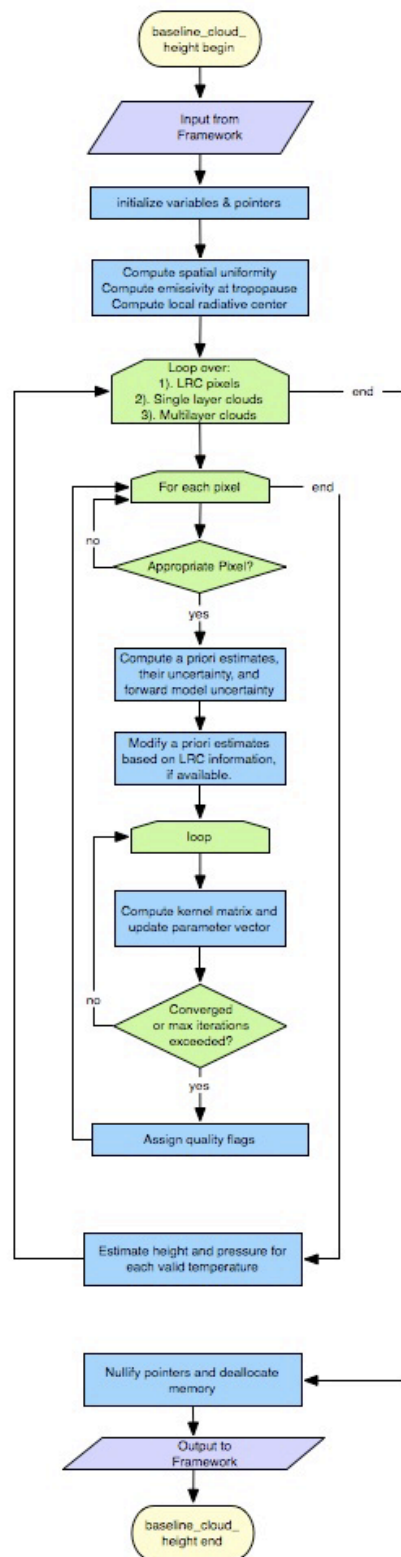 baseline_cloud_
height begin
Input from
Framework
initialize variables & pointers
Compute spatial uniformity
Compute emissivity at tropopause
Compute local radiative center
Loop over:
1). LRC pixels
2). Single layer clouds
3). Multilayer clouds
end
For each pixel
end
no
Appropriate Pixel?
yes
Compute a priori estimates,
their uncertainty, and
forward model uncertainty
Modify a priori estimates
based on LRC information,
if available.
loop
Compute kernel matrix and
update parameter vector
no
Converged
or max iterations
exceeded?
yes
Assign quality flags
Estimate height and pressure for
each valid temperature
Nullify pointers and deallocate
memory
Output to
Framework
baseline_cloud_
height end